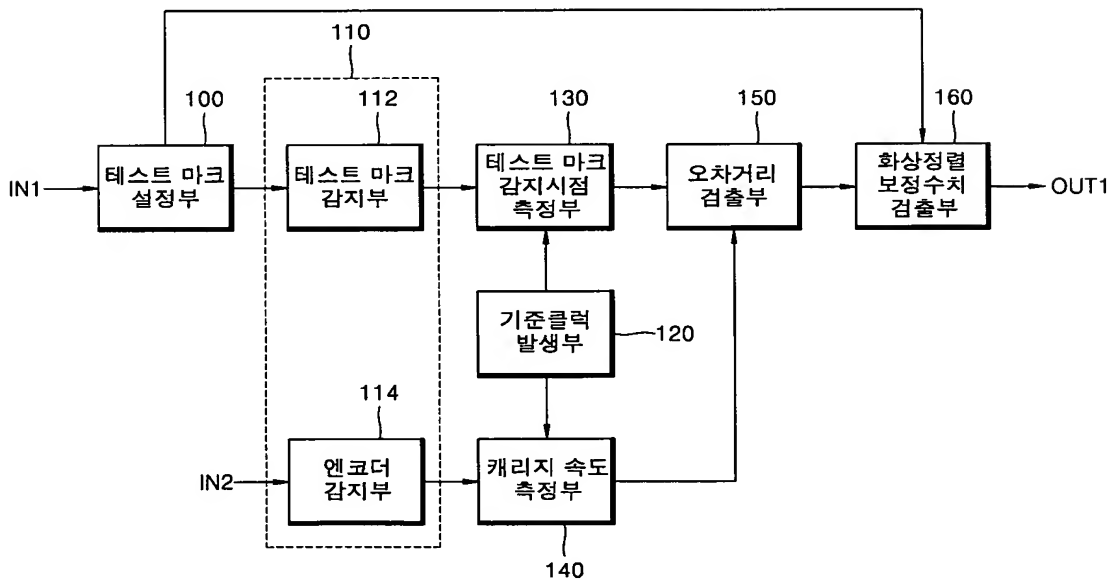 110
100
112
130
150
160
IN1
테스트 마크
설정부
테스트 마크
감지부
테스트 마크
감지시점
측정부
오차거리
검출부
화상정렬
보정수치
검출부
OUT1
기준클럭
발생부
120
114
IN2
엔코더
감지부
캐리지 속도
측정부
140